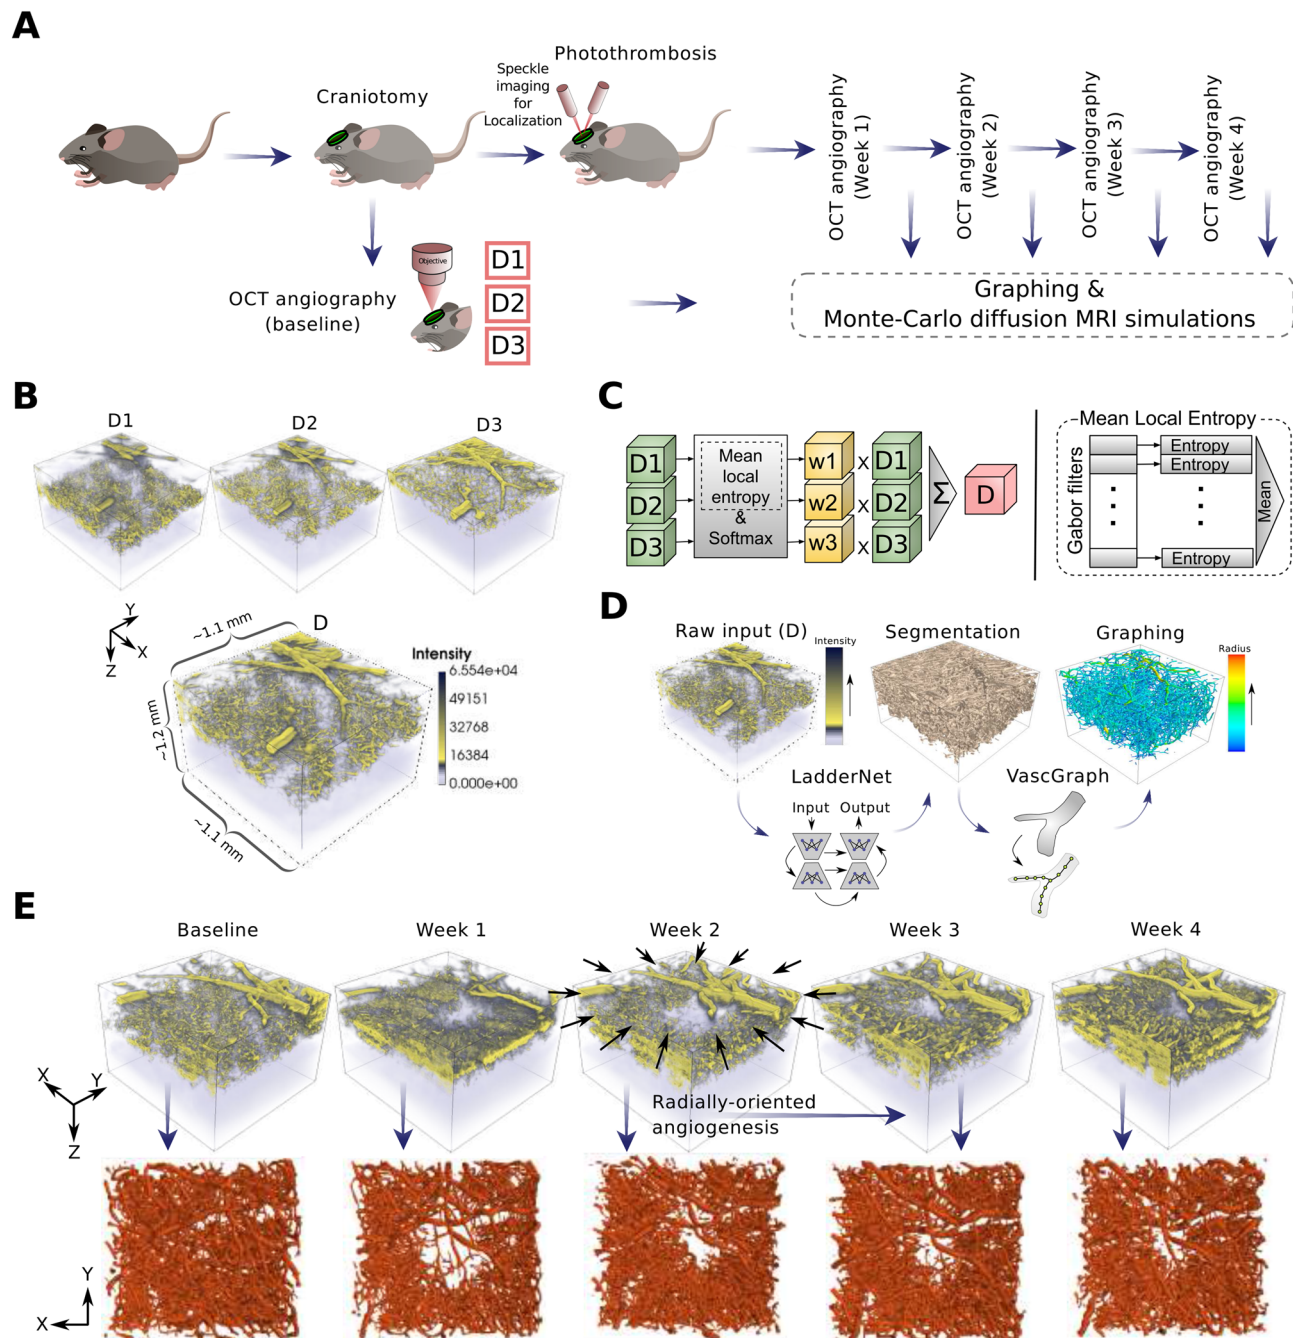 A
Craniotomy
Speckle
imaging
for
Localization
Photothrombosis
OCT angiography
(Week 1)
OCT angiography
(Week 2)
OCT angiography
(Week 3)
OCT angiography
(Week 4)
OCT angiography
(baseline)
Objective
D1
D2
D3
Graphing &
Monte-Carlo diffusion MRI simulations
B
D1
D2
D3
Y
X
Z
D
~1.1 mm
~1.2 mm
~1.1 mm
Intensity
6.554e+04
49151
32768
16384
0.000e+00
C
D1
D2
D3
Mean
local
entropy
&
Softmax
w1
w2
w3
X
X
X
D1
D2
D3
Σ
D
Mean Local Entropy
Gabor filters
Entropy
Entropy
Entropy
Mean
D
Raw input (D)
Intensity
Segmentation
Graphing
Radius
LadderNet
Input
Output
VascGraph
E
Baseline
Week 1
Week 2
Week 3
Week 4
X
Y
Z
Radially-oriented
angiogenesis
Y
X